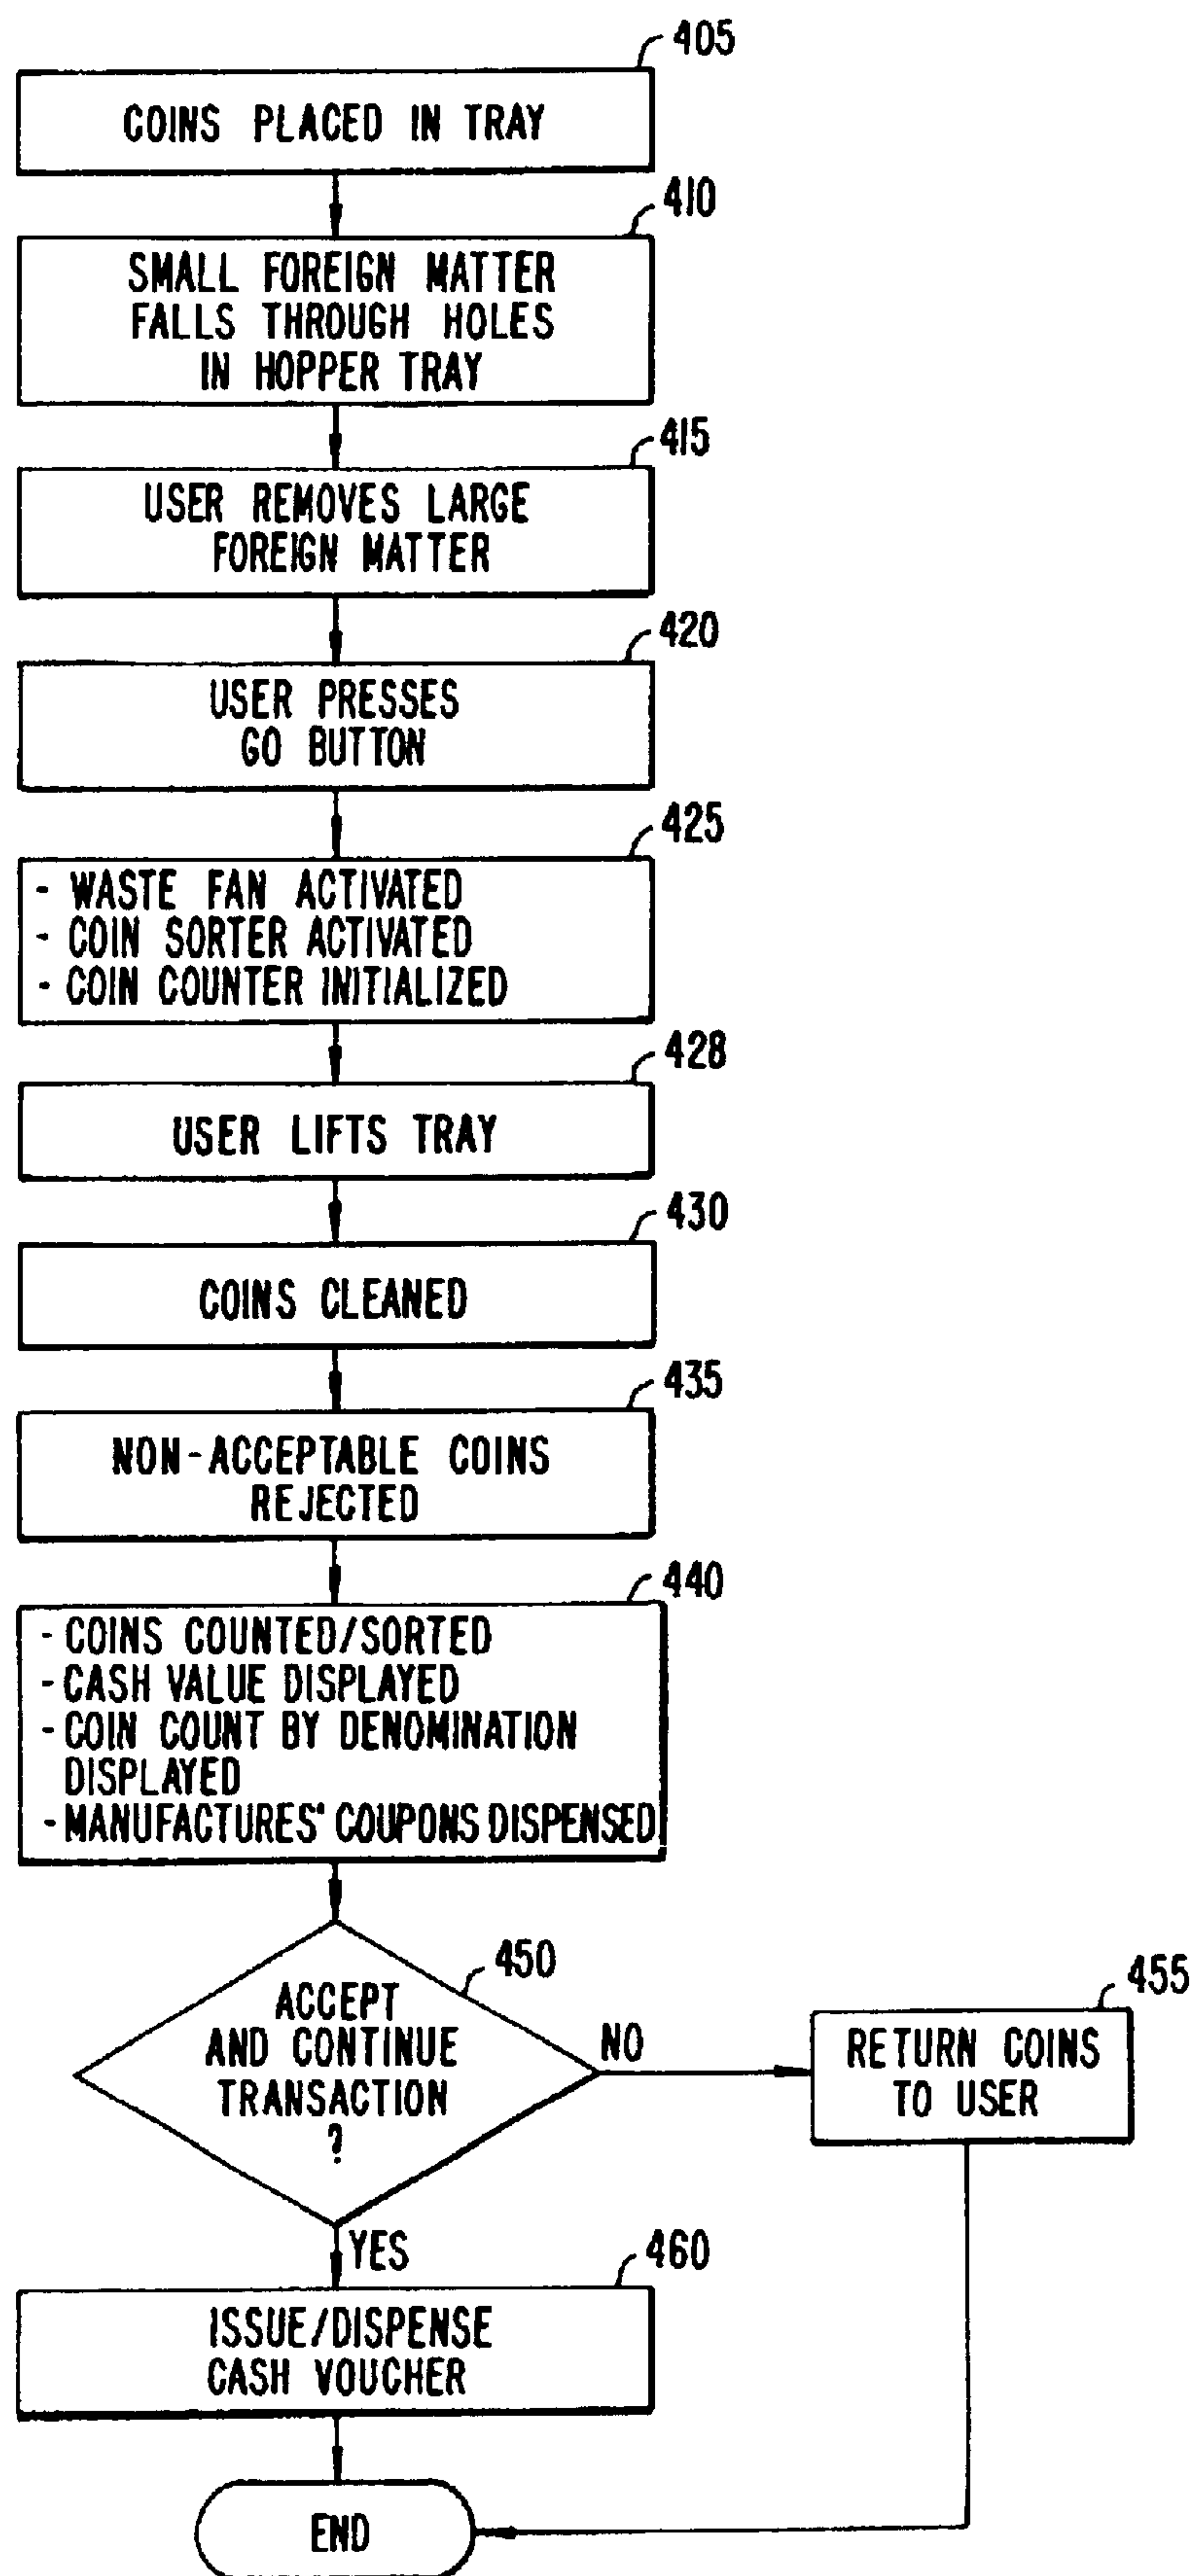 405
COINS PLACED IN TRAY
410
SMALL FOREIGN MATTER
FALLS THROUGH HOLES
IN HOPPER TRAY
415
USER REMOVES LARGE
FOREIGN MATTER
420
USER PRESSES
GO BUTTON
425
- WASTE FAN ACTIVATED
- COIN SORTER ACTIVATED
- COIN COUNTER INITIALIZED
428
USER LIFTS TRAY
430
COINS CLEANED
435
NON-ACCEPTABLE COINS
REJECTED
440
- COINS COUNTED/SORTED
- CASH VALUE DISPLAYED
- COIN COUNT BY DENOMINATION
DISPLAYED
- MANUFACTURES' COUPONS DISPENSED
450
ACCEPT
AND CONTINUE
TRANSACTION
?
NO
455
RETURN COINS
TO USER
YES
460
ISSUE/DISPENSE
CASH VOUCHER
END